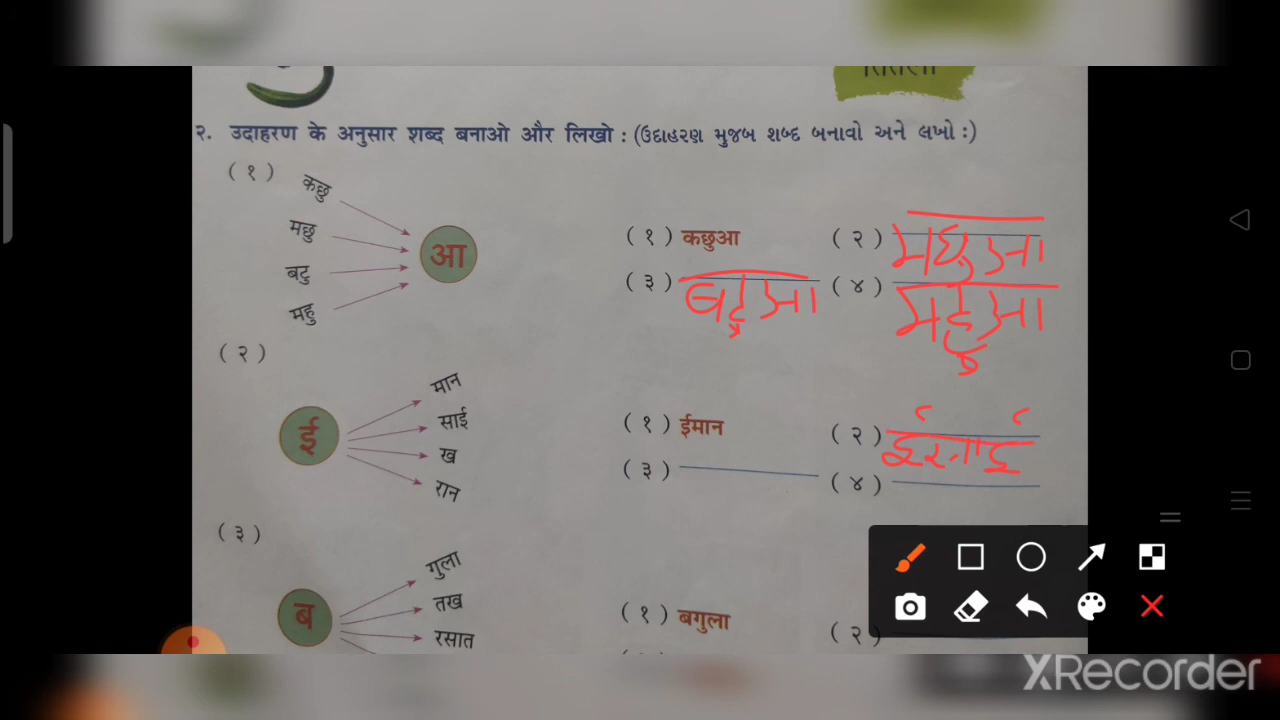 तितली
२. उदाहरण के अनुसार शब्द बनाओ और लिखो : (ઉદાહરણ મુજબ શબ્દ બનાવો અને લખો :)
(१) कछु
मछु
बटु
महु
आ
(१) कछुआ (२) मछुआ
(३) बटुआ (४) महुआ
(२)
ई
मान
साई
ख
रान
(१) ईमान (२) ईसाई
(३) (४)
(३)
ब
गुला
तख
रसात
(१) बगुला (२)
XRecorder